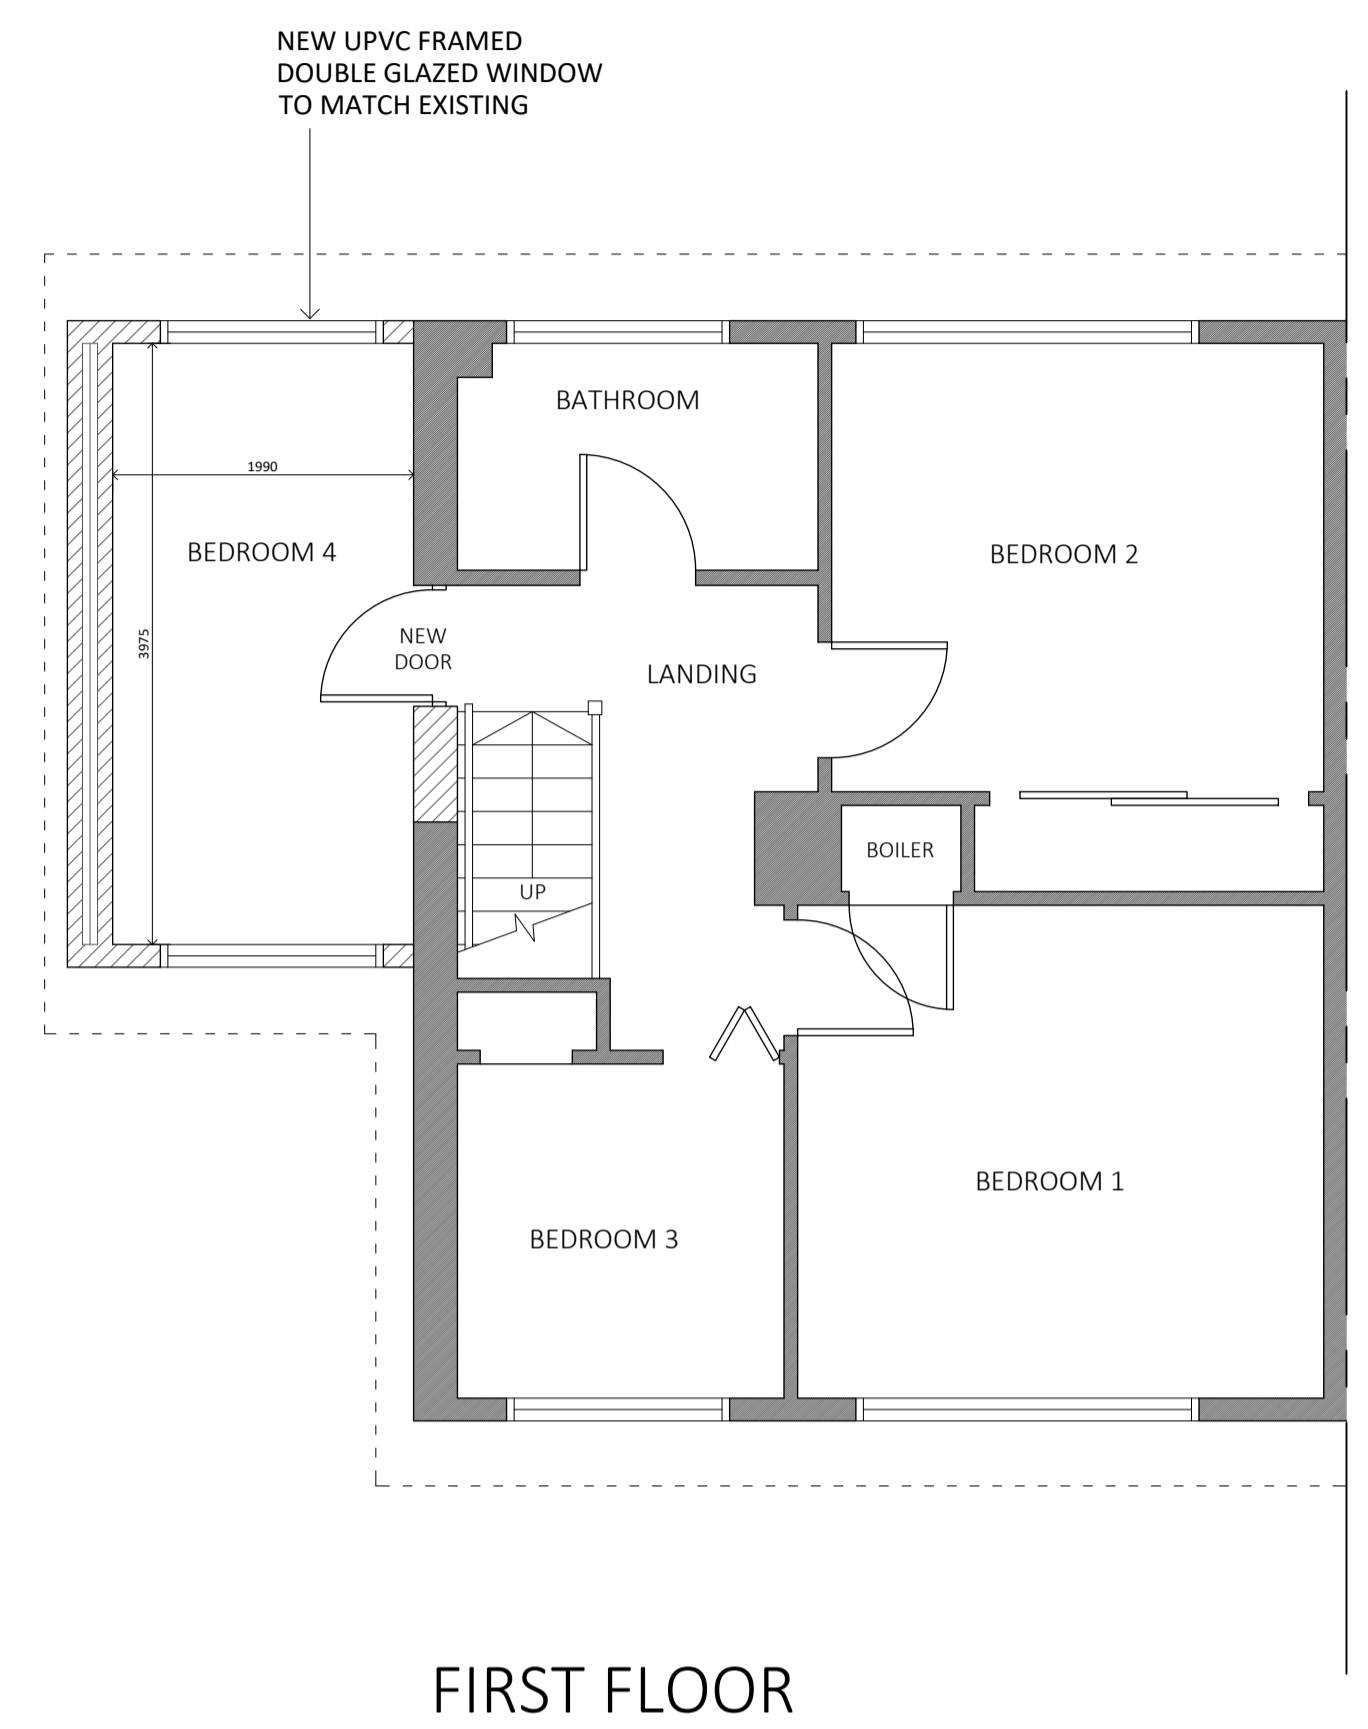 NEW UPVC FRAMED
DOUBLE GLAZED WINDOW
TO MATCH EXISTING
BATHROOM
1990
BEDROOM 4
BEDROOM 2
3975
NEW
DOOR
LANDING
BOILER
UP
BEDROOM 1
BEDROOM 3
FIRST FLOOR